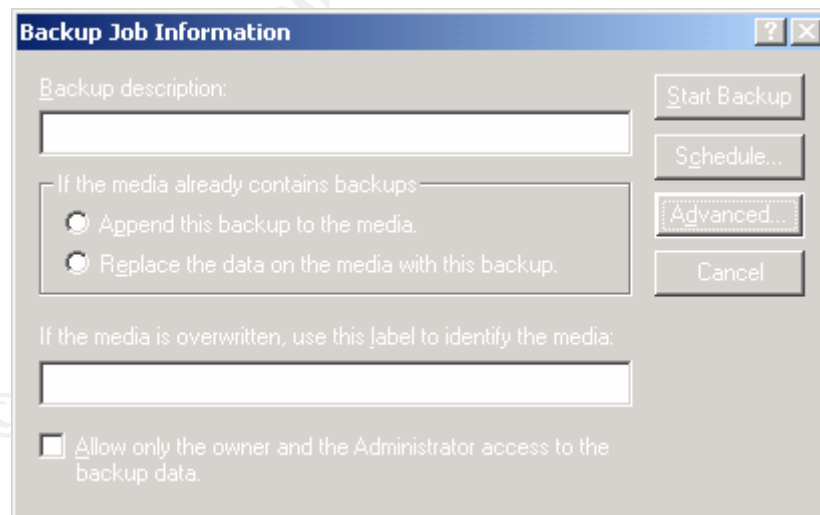 Backup Job Information
Backup description:
Start Backup
Schedule...
If the media already contains backups
Append this backup to the media.
Advanced...
Replace the data on the media with this backup.
Cancel
If the media is overwritten, use this label to identify the media:
Allow only the owner and the Administrator access to the
backup data.